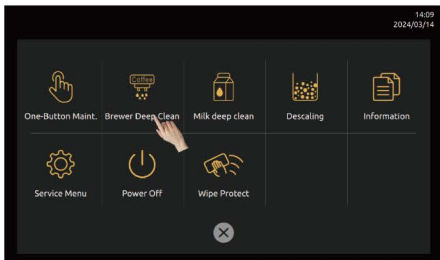 14:09
2024/03/14
Coffee
One-Button Maint. Brewer Deep Clean Milk deep clean Descaling Information
Service Menu Power Off Wipe Protect